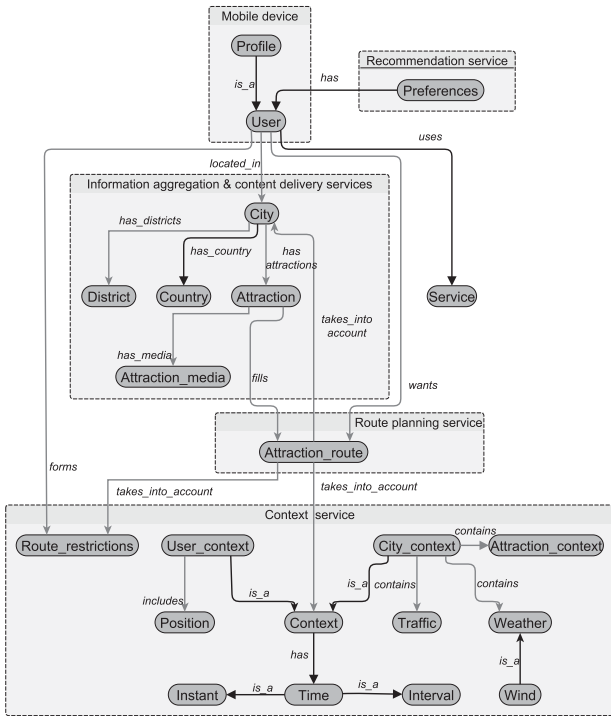 Mobile device
Profile
Recommendation service
has
is_a
Preferences
User
uses
located_in
Information aggregation & content delivery services
City
has_districts
has_country
has
attractions
District
Country
Attraction
Service
takes_into
account
has_media
Attraction_media
fills
wants
Route planning service
Attraction_route
forms
takes_into_account
takes_into_account
Context service
contains
Route_restrictions
User_context
City_context
Attraction_context
is_a
contains
contains
includes
is_a
Position
Context
Traffic
Weather
has
is_a
is_a
is_a
Instant
Time
Interval
Wind